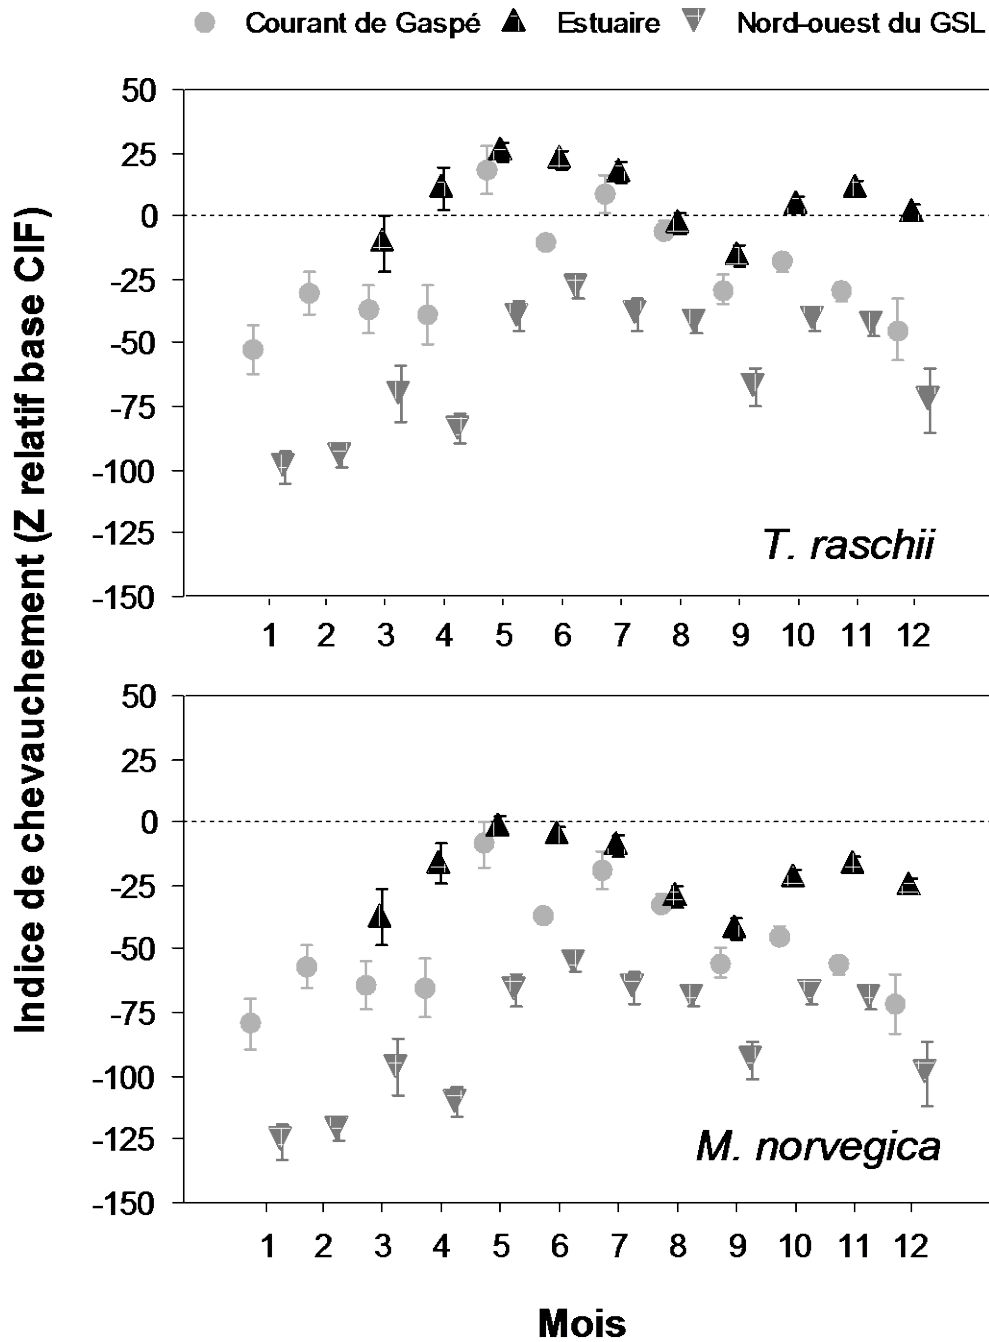 Courant de Gaspé Estuaire Nord-ouest du GSL
Indice de chevauchement (Z relatif base CIF)
50
25
0
-25
-50
-75
-100
-125
-150
T. raschii
1 2 3 4 5 6 7 8 9 10 11 12
50
25
0
-25
-50
-75
-100
-125
-150
M. norvegica
1 2 3 4 5 6 7 8 9 10 11 12
Mois